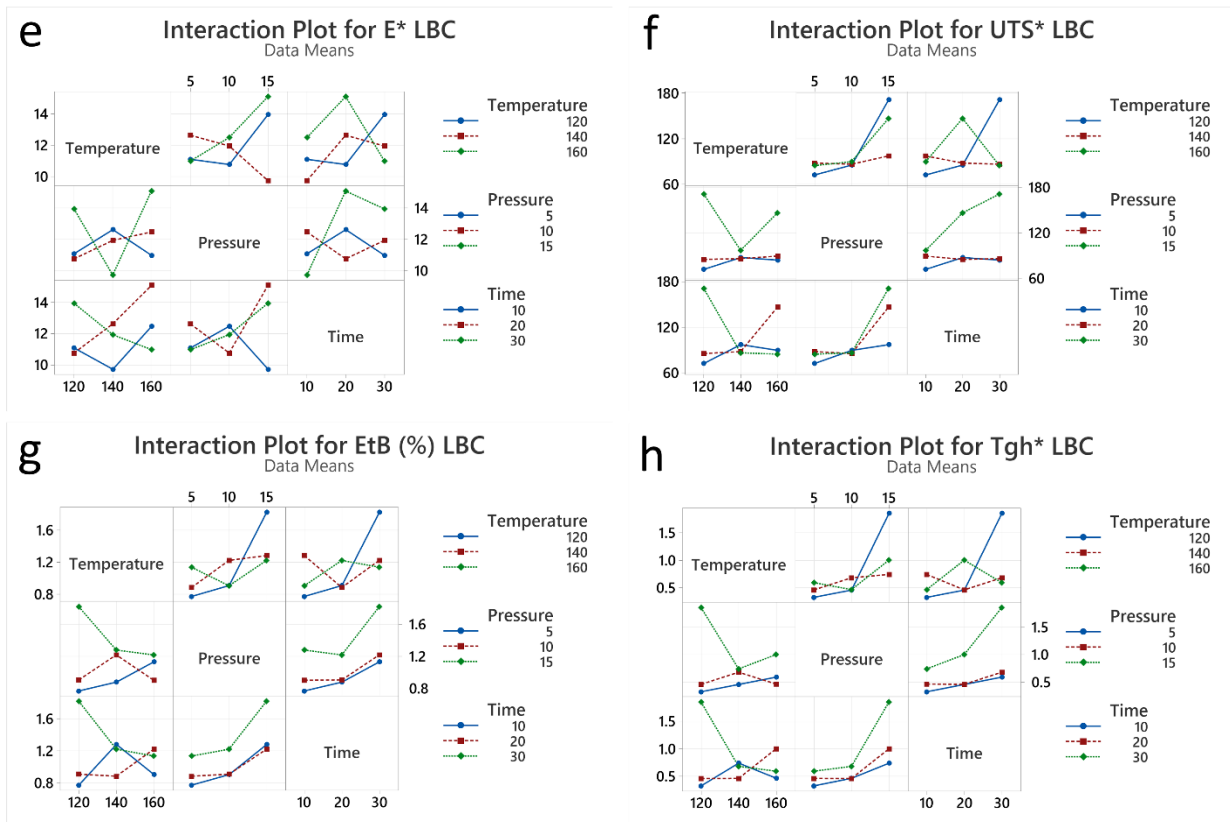 e
Interaction Plot for E* LBC
Data Means
5 10 15
Temperature
120
140
160
14
12
10
Temperature
Pressure
5
10
15
Pressure
14
12
10
Time
10
20
30
14
12
10
Time
120 140 160
10 20 30
f
Interaction Plot for UTS* LBC
Data Means
5 10 15
Temperature
120
140
160
180
120
60
Temperature
Pressure
5
10
15
Pressure
180
120
60
Time
10
20
30
180
120
60
Time
120 140 160
10 20 30
g
Interaction Plot for EtB (%) LBC
Data Means
5 10 15
Temperature
120
140
160
1.6
1.2
0.8
Temperature
Pressure
5
10
15
Pressure
1.6
1.2
0.8
Time
10
20
30
1.6
1.2
0.8
Time
120 140 160
10 20 30
h
Interaction Plot for Tgh* LBC
Data Means
5 10 15
Temperature
120
140
160
1.5
1.0
0.5
Temperature
Pressure
5
10
15
Pressure
1.5
1.0
0.5
Time
10
20
30
1.5
1.0
0.5
Time
120 140 160
10 20 30